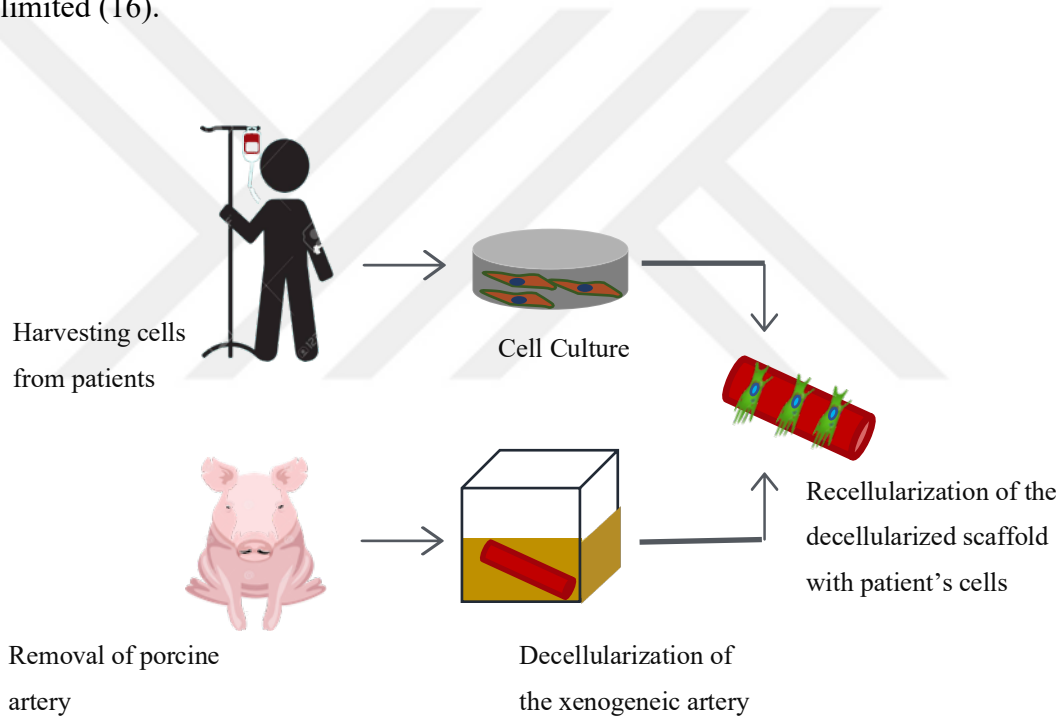 limited (16).
Harvesting cells
from patients
Cell Culture
Removal of porcine
artery
Decellularization of
the xenogeneic artery
Recellularization of the
decellularized scaffold
with patient's cells